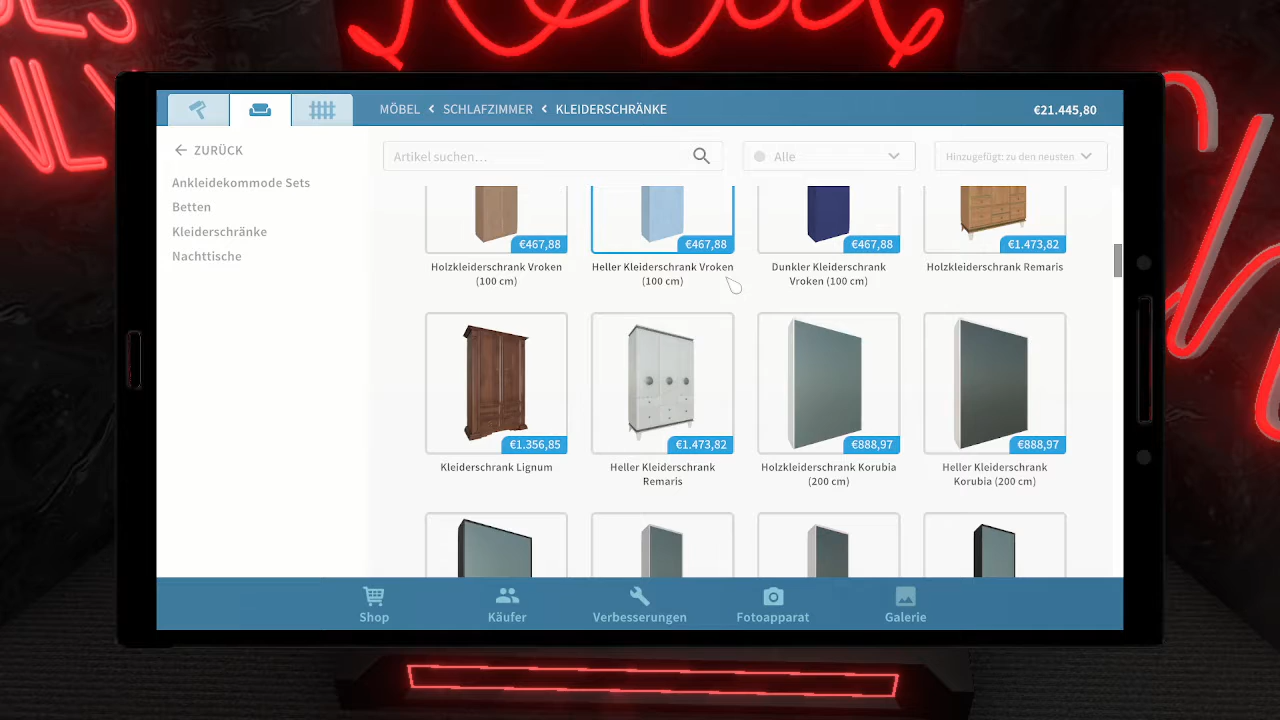 MÖBEL < SCHLAFZIMMER < KLEIDERSCHRÄNKE
€21.445,80
← ZURÜCK
Ankleidekommode Sets
Betten
Kleiderschränke
Nachttische
Artikel suchen...
Alle
Hinzugefügt: zu den neusten
€467,88
€467,88
€467,88
€1.473,82
Holzkleiderschrank Vroken
(100 cm)
Heller Kleiderschrank Vroken
(100 cm)
Dunkler Kleiderschrank
Vroken (100 cm)
Holzkleiderschrank Remaris
€1.356,85
€1.473,82
€888,97
€888,97
Kleiderschrank Lignum
Heller Kleiderschrank
Remaris
Holzkleiderschrank Korubia
(200 cm)
Heller Kleiderschrank
Korubia (200 cm)
Shop
Käufer
Verbesserungen
Fotoapparat
Galerie